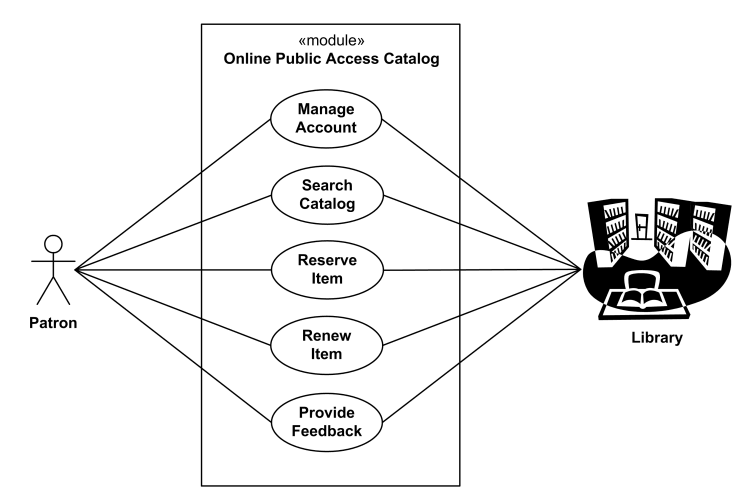 «module»
Online Public Access Catalog
Manage
Account
Search
Catalog
Reserve
Item
Renew
Item
Provide
Feedback
Patron
Library